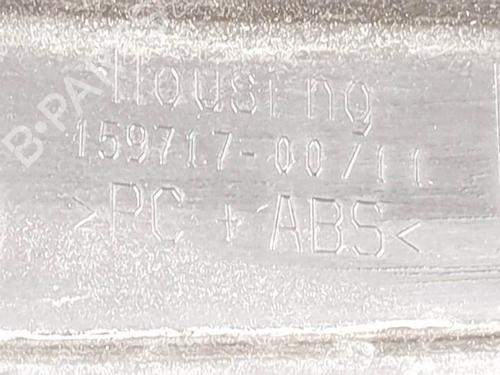 Housing
159717-00/11
>PC + ABS<
B-PARTS